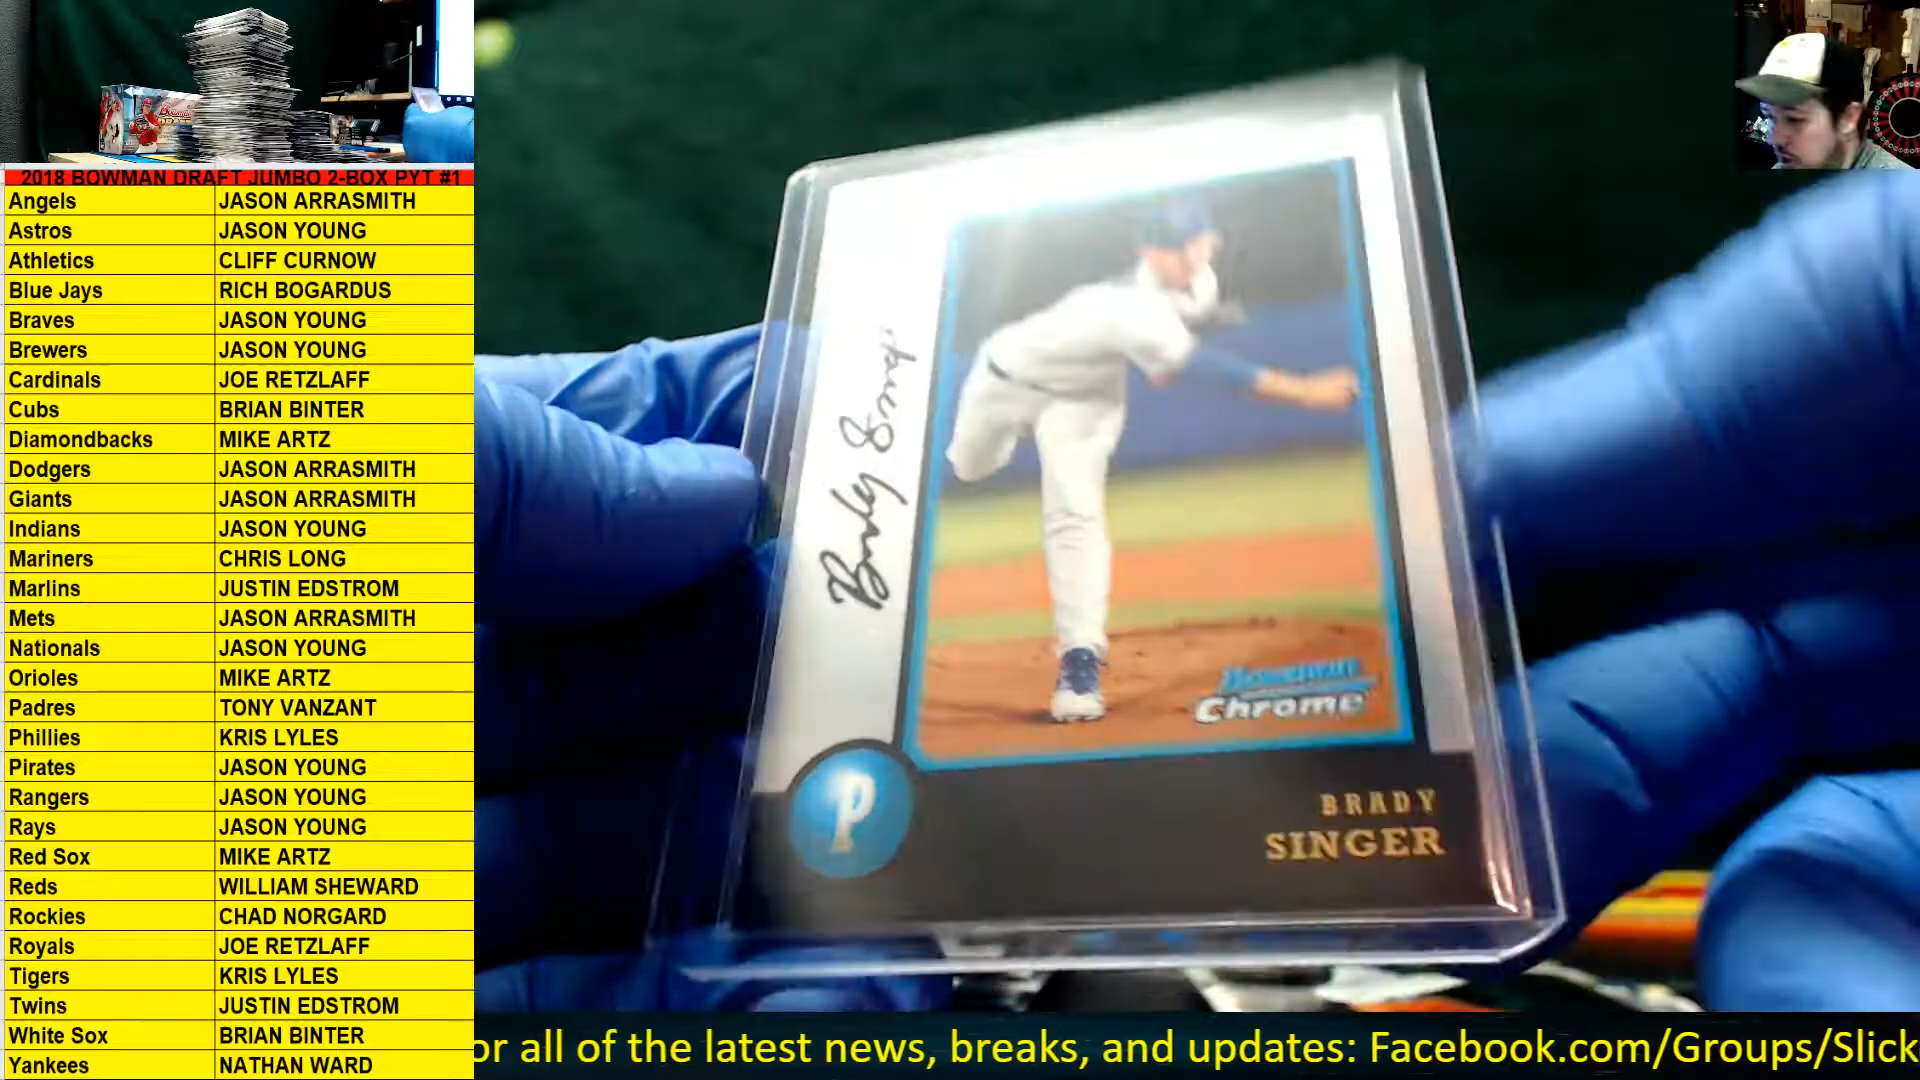 2018 BOWMAN DRAFT JUMBO 2-BOX PYT #1
Angels JASON ARRASMITH
Astros JASON YOUNG
Athletics CLIFF CURNOW
Blue Jays RICH BOGARDUS
Braves JASON YOUNG
Brewers JASON YOUNG
Cardinals JOE RETZLAFF
Cubs BRIAN BINTER
Diamondbacks MIKE ARTZ
Dodgers JASON ARRASMITH
Giants JASON ARRASMITH
Indians JASON YOUNG
Mariners CHRIS LONG
Marlins JUSTIN EDSTROM
Mets JASON ARRASMITH
Nationals JASON YOUNG
Orioles MIKE ARTZ
Padres TONY VANZANT
Phillies KRIS LYLES
Pirates JASON YOUNG
Rangers JASON YOUNG
Rays JASON YOUNG
Red Sox MIKE ARTZ
Reds WILLIAM SHEWARD
Rockies CHAD NORGARD
Royals JOE RETZLAFF
Tigers KRIS LYLES
Twins JUSTIN EDSTROM
White Sox BRIAN BINTER
Yankees NATHAN WARD
Brady Singer
Bowman
Chrome
P
BRADY
SINGER
or all of the latest news, breaks, and updates: Facebook.com/Groups/Slick